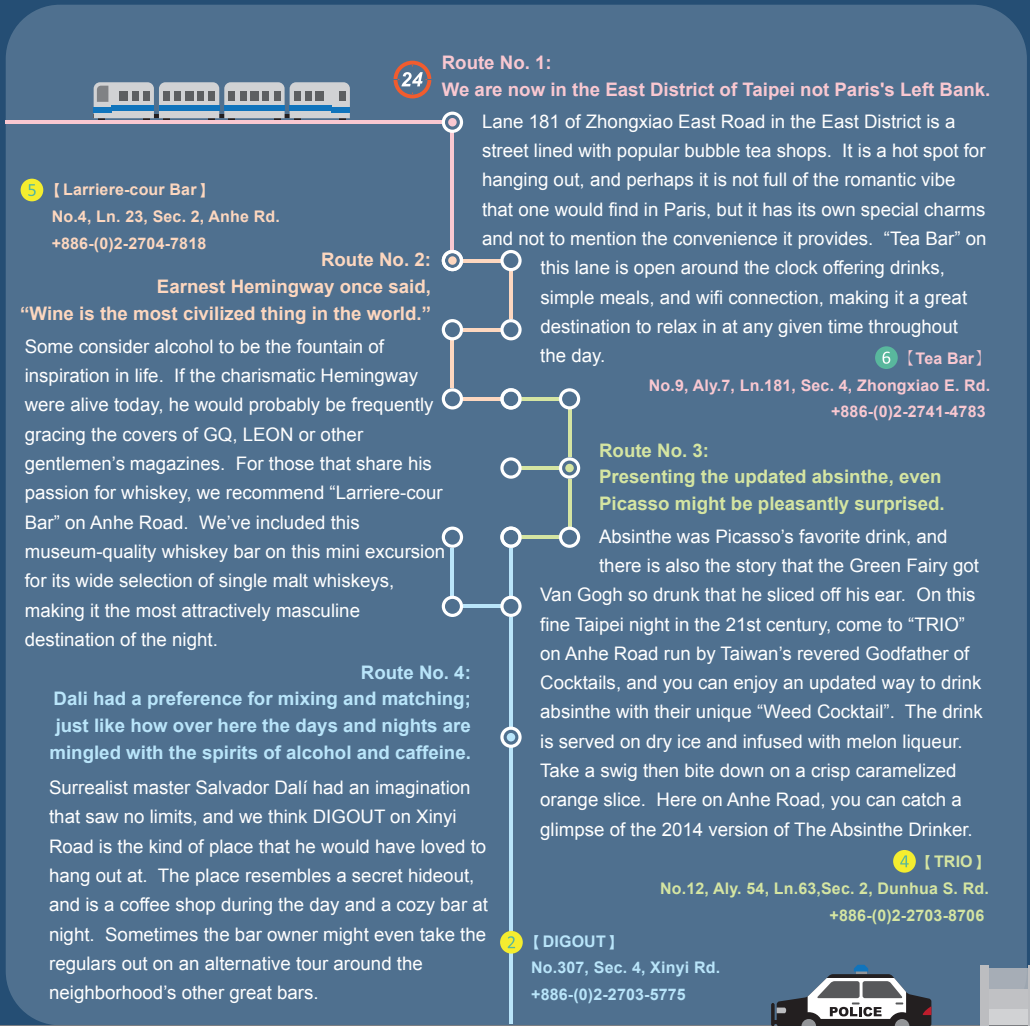 24
Route No. 1:
We are now in the East District of Taipei not Paris's Left Bank.
Lane 181 of Zhongxiao East Road in the East District is a
street lined with popular bubble tea shops. It is a hot spot for
hanging out, and perhaps it is not full of the romantic vibe
that one would find in Paris, but it has its own special charms
and not to mention the convenience it provides. “Tea Bar” on
this lane is open around the clock offering drinks,
simple meals, and wifi connection, making it a great
destination to relax in at any given time throughout
the day.
6 【Tea Bar】
No.9, Aly.7, Ln.181, Sec. 4, Zhongxiao E. Rd.
+886-(0)2-2741-4783
5 【Larriere-cour Bar】
No.4, Ln. 23, Sec. 2, Anhe Rd.
+886-(0)2-2704-7818
Route No. 2:
Earnest Hemingway once said,
“Wine is the most civilized thing in the world.”
Some consider alcohol to be the fountain of
inspiration in life. If the charismatic Hemingway
were alive today, he would probably be frequently
gracing the covers of GQ, LEON or other
gentlemen’s magazines. For those that share his
passion for whiskey, we recommend “Larriere-cour
Bar” on Anhe Road. We’ve included this
museum-quality whiskey bar on this mini excursion
for its wide selection of single malt whiskeys,
making it the most attractively masculine
destination of the night.
Route No. 3:
Presenting the updated absinthe, even
Picasso might be pleasantly surprised.
Absinthe was Picasso’s favorite drink, and
there is also the story that the Green Fairy got
Van Gogh so drunk that he sliced off his ear. On this
fine Taipei night in the 21st century, come to “TRIO”
on Anhe Road run by Taiwan’s revered Godfather of
Cocktails, and you can enjoy an updated way to drink
absinthe with their unique “Weed Cocktail”. The drink
is served on dry ice and infused with melon liqueur.
Take a swig then bite down on a crisp caramelized
orange slice. Here on Anhe Road, you can catch a
glimpse of the 2014 version of The Absinthe Drinker.
4 【TRIO】
No.12, Aly. 54, Ln.63,Sec. 2, Dunhua S. Rd.
+886-(0)2-2703-8706
Route No. 4:
Dali had a preference for mixing and matching;
just like how over here the days and nights are
mingled with the spirits of alcohol and caffeine.
Surrealist master Salvador Dalí had an imagination
that saw no limits, and we think DIGOUT on Xinyi
Road is the kind of place that he would have loved to
hang out at. The place resembles a secret hideout,
and is a coffee shop during the day and a cozy bar at
night. Sometimes the bar owner might even take the
regulars out on an alternative tour around the
neighborhood’s other great bars.
2 【DIGOUT】
No.307, Sec. 4, Xinyi Rd.
+886-(0)2-2703-5775
POLICE